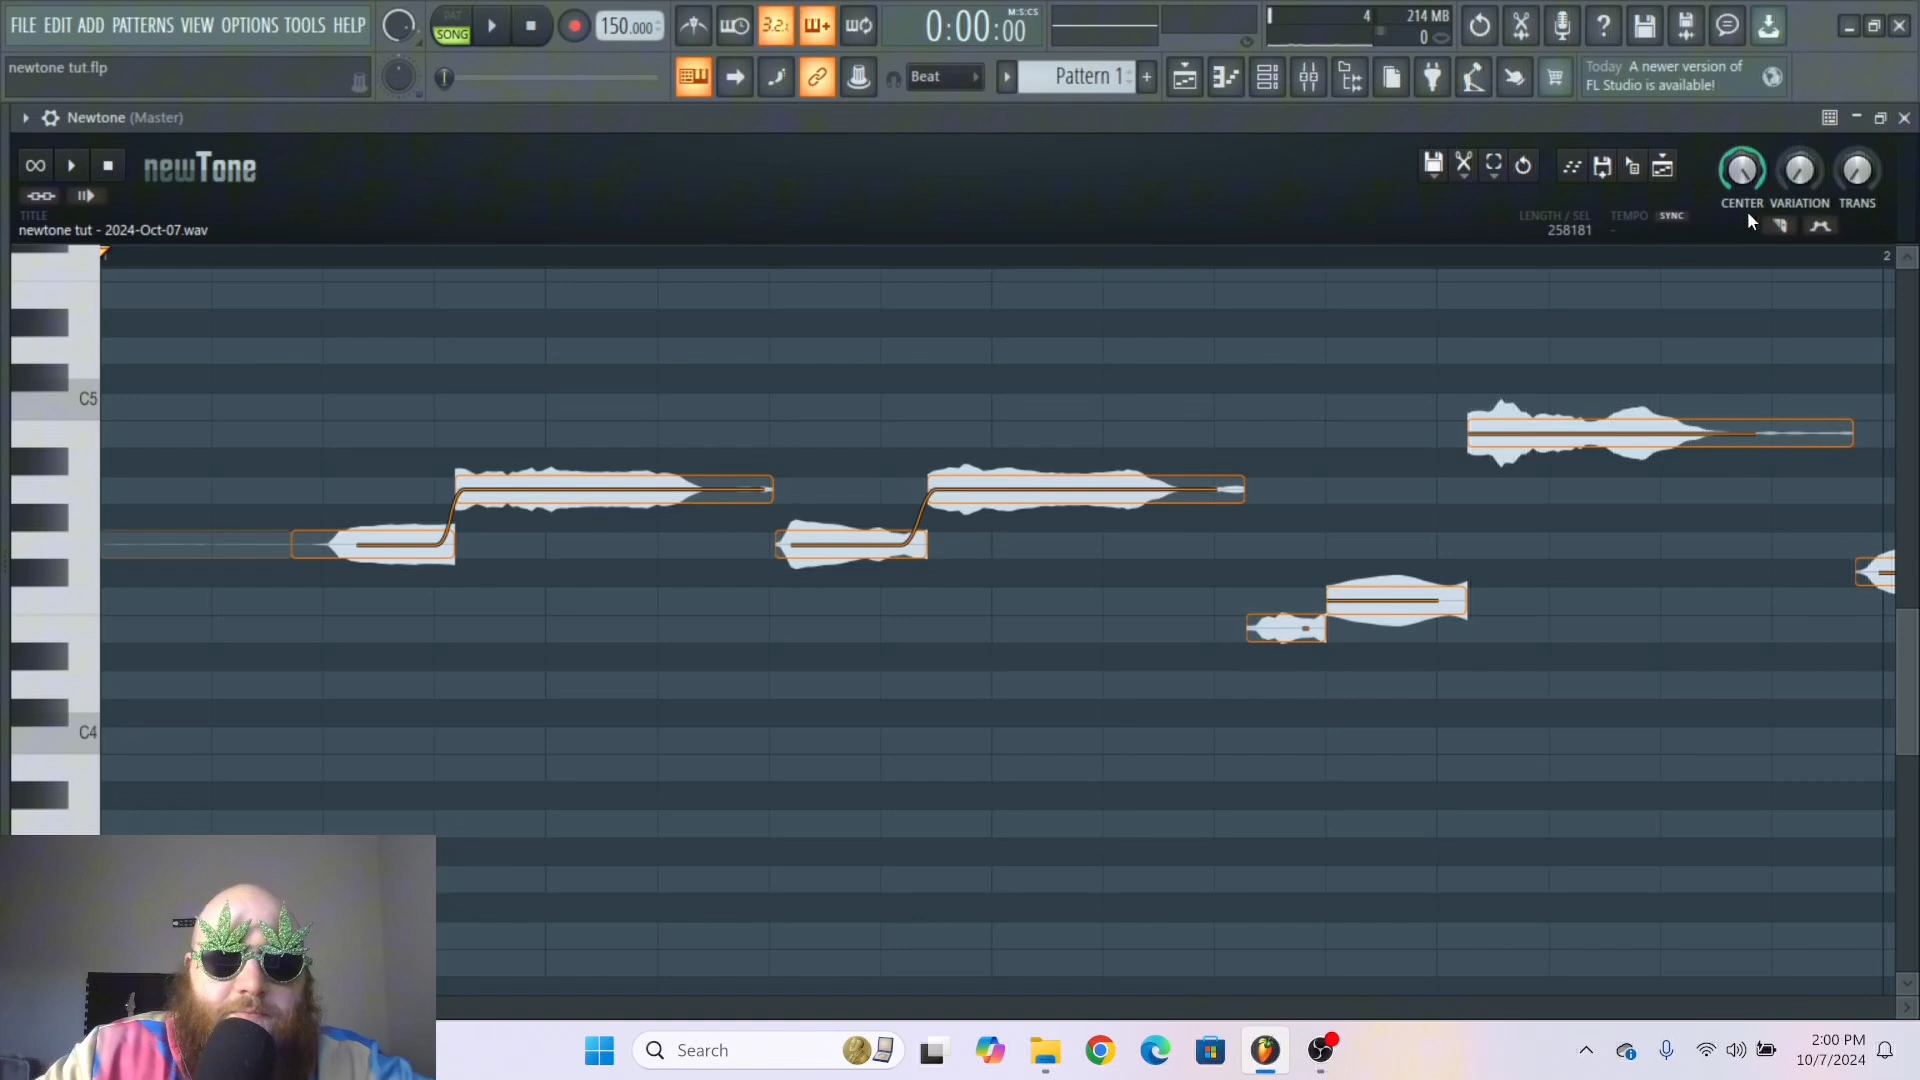 FILE EDIT ADD PATTERNS VIEW OPTIONS TOOLS HELP
PAT
SONG
150.000
3.2.1
0:00:00
M:S:CS
4
214 MB
0
newtone tut.flp
Beat
Pattern 1
+
Today A newer version of
FL Studio is available!
Newtone (Master)
newTone
CENTER VARIATION TRANS
TITLE
newtone tut - 2024-Oct-07.wav
LENGTH / SEL
258181
TEMPO SYNC
-
2
C5
C4
Search
2:00 PM
10/7/2024